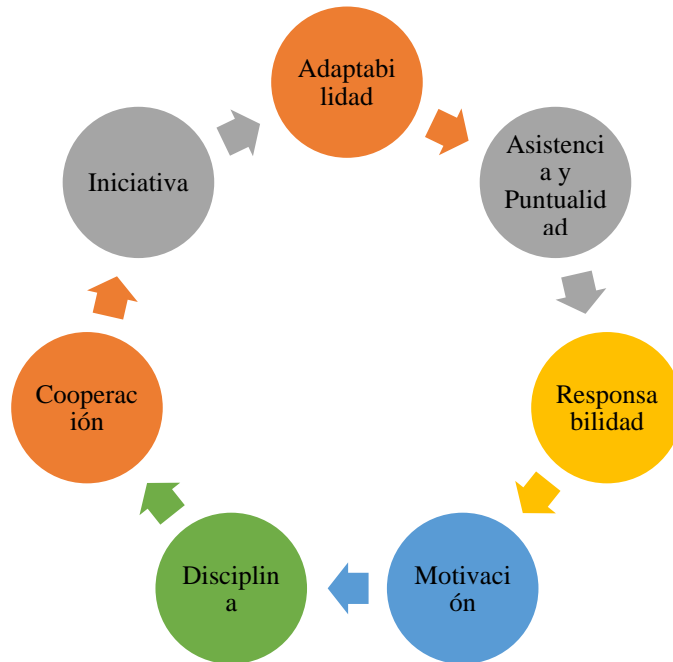 Adaptabi
lidad
Asistenci
a y
Puntualid
ad
Responsa
bilidad
Motivaci
ón
Disciplin
a
Cooperac
ión
Iniciativa